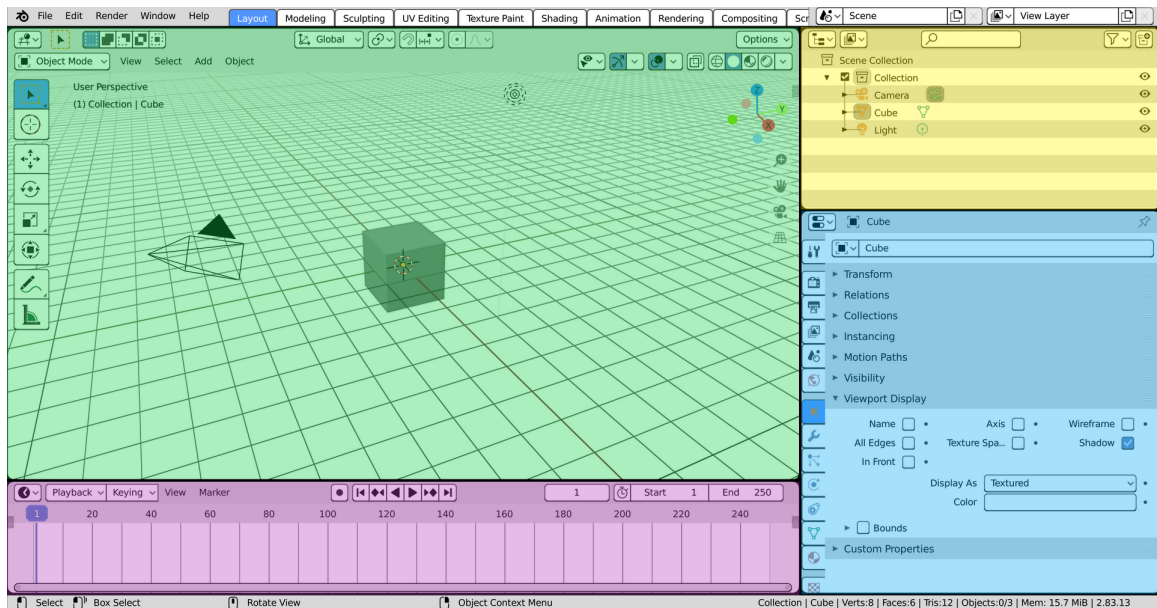 File Edit Render Window Help Layout Modeling Sculpting UV Editing Texture Paint Shading Animation Rendering Compositing Scr Scene View Layer
Global Options
Object Mode View Select Add Object
User Perspective
(1) Collection | Cube
Z
Y
X
Scene Collection
Collection
Camera
Cube
Light
Cube
Cube
Transform
Relations
Collections
Instancing
Motion Paths
Visibility
Viewport Display
Name Axis Wireframe
All Edges Texture Spa... Shadow
In Front
Display As Textured
Color
Bounds
Custom Properties
Playback Keying View Marker 1 Start 1 End 250
1 20 40 60 80 100 120 140 160 180 200 220 240
Select Box Select Rotate View Object Context Menu Collection | Cube | Verts:8 | Faces:6 | Tris:12 | Objects:0/3 | Mem: 15.7 MiB | 2.83.13